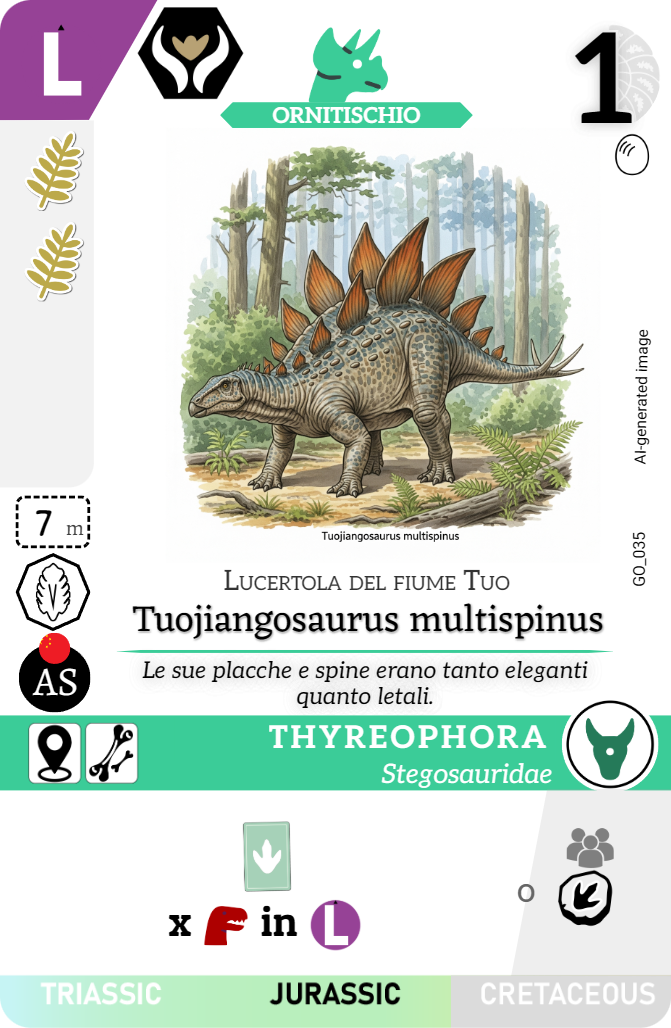 L
1
ORNITISCHIO
AI-generated image
Tuojiangosaurus multispinus
7 m
GO_035
Lucertola del fiume Tuo
Tuojiangosaurus multispinus
AS
Le sue placche e spine erano tanto eleganti
quanto letali.
THYREOPHORA
Stegosauridae
o
x in L
TRIASSIC JURASSIC CRETACEOUS